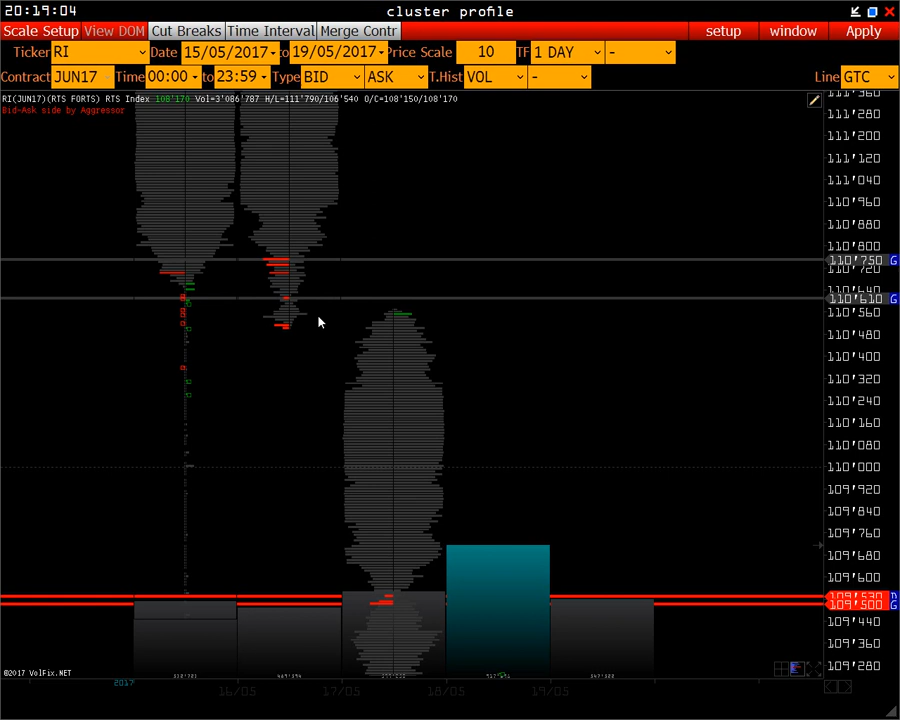 20:19:04
cluster profile
Scale Setup View DOM Cut Breaks Time Interval Merge Contr setup window Apply
Ticker RI Date 15/05/2017 to 19/05/2017 Price Scale 10 TF 1 DAY -
Contract JUN17 Time 00:00 to 23:59 Type BID ASK T.Hist VOL - Line GTC
RI(JUN17)(RTS FORTS) RTS Index 108'170 Vol=3'086'787 H/L=111'790/106'540 O/C=108'150/108'170
Bid-Ask side by Aggressor
111'360
111'280
111'200
111'120
111'040
110'960
110'880
110'800
110'750 G
110'720
110'640
110'610 G
110'560
110'480
110'400
110'320
110'240
110'160
110'080
110'000
109'920
109'840
109'760
109'680
109'600
109'530 D
109'500 G
109'440
109'360
109'280
©2017 VolFix.NET
2017
16/05 17/05 18/05 19/05